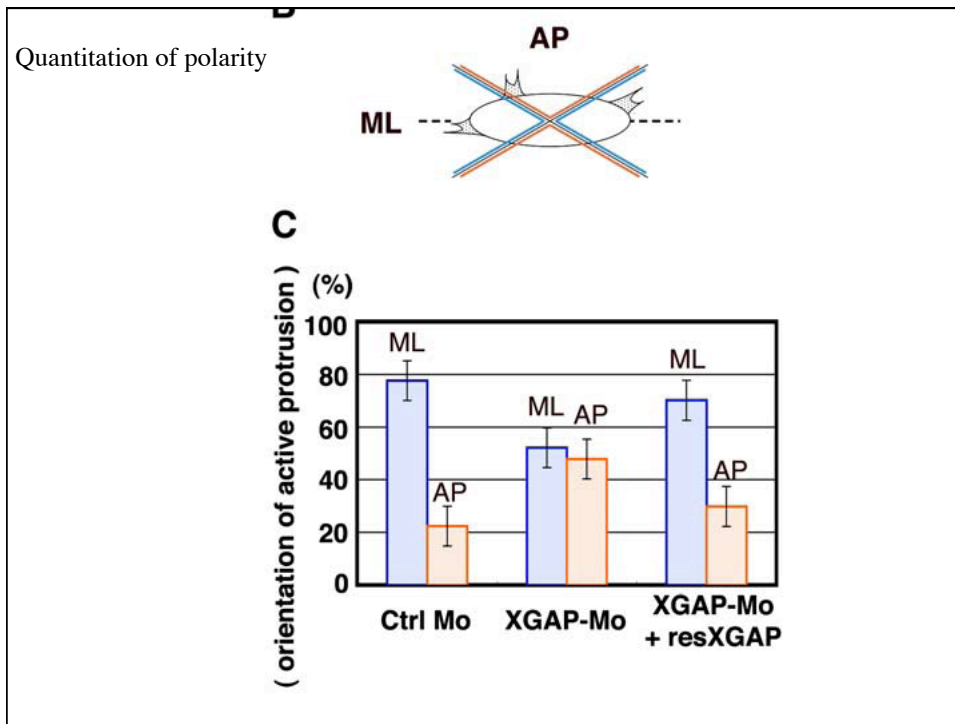 B
Quantitation of polarity
AP
ML
C
( orientation of active protrusion )
(%)
100
80
60
40
20
0
ML
AP
ML
AP
ML
AP
Ctrl Mo
XGAP-Mo
XGAP-Mo
+ resXGAP